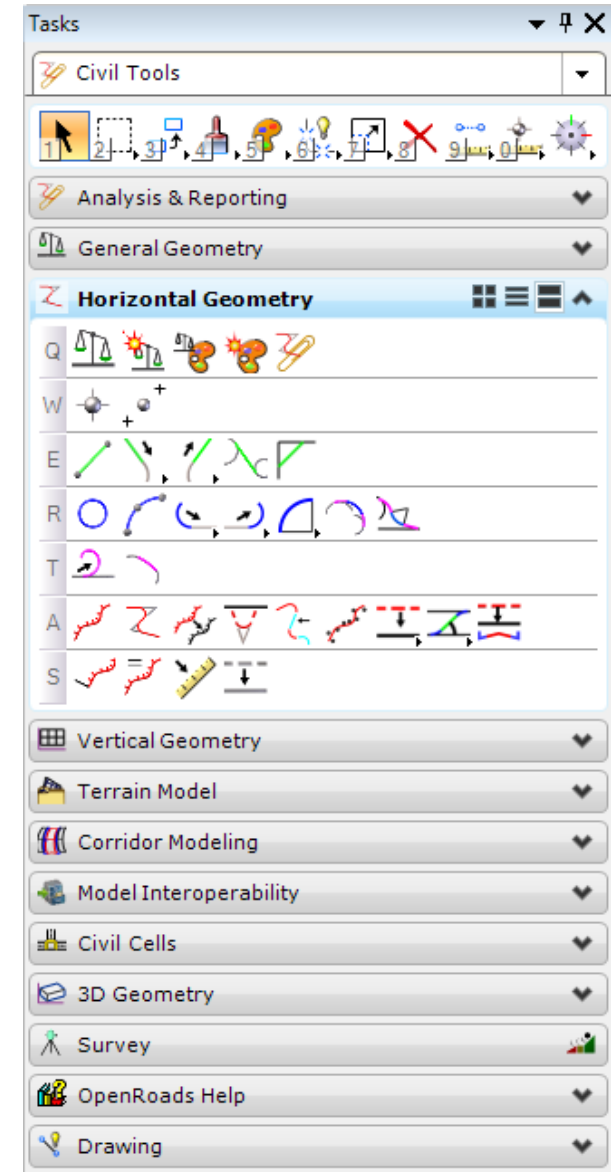 Tasks
Civil Tools
1 2 3 4 5 6 7 8 9 0
Analysis & Reporting
General Geometry
Horizontal Geometry
Q
W
E
R
T
A
S
Vertical Geometry
Terrain Model
Corridor Modeling
Model Interoperability
Civil Cells
3D Geometry
Survey
OpenRoads Help
Drawing